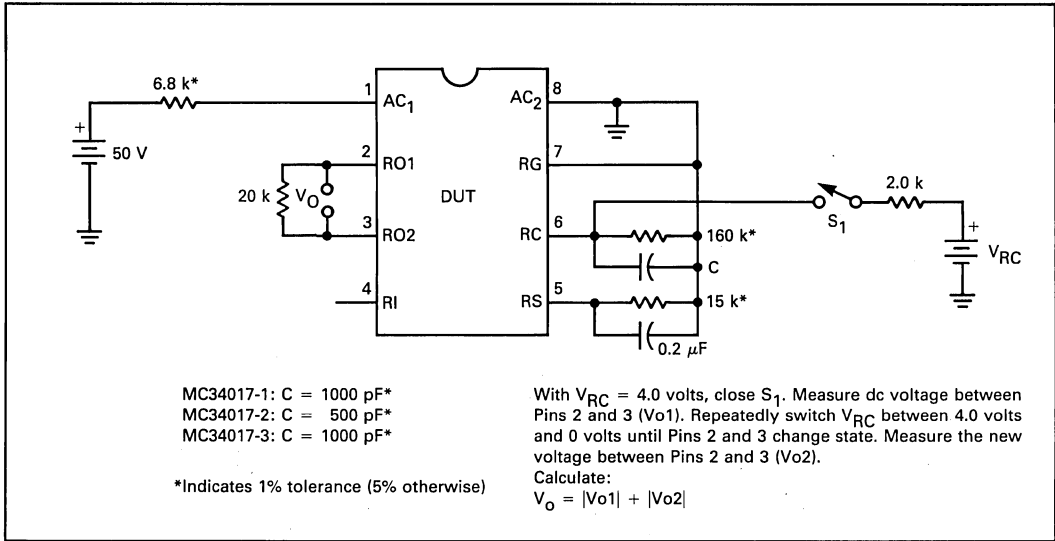 6.8 k*
+
50 V
20 k
VO
1
AC1
2
RO1
3
RO2
4
RI
DUT
8
AC2
7
RG
6
RC
5
RS
160 k*
C
15 k*
0.2 μF
S1
2.0 k
+
VRC
MC34017-1: C = 1000 pF*
MC34017-2: C = 500 pF*
MC34017-3: C = 1000 pF*
*Indicates 1% tolerance (5% otherwise)
With VRC = 4.0 volts, close S1. Measure dc voltage between
Pins 2 and 3 (Vo1). Repeatedly switch VRC between 4.0 volts
and 0 volts until Pins 2 and 3 change state. Measure the new
voltage between Pins 2 and 3 (Vo2).
Calculate:
Vo = |Vo1| + |Vo2|